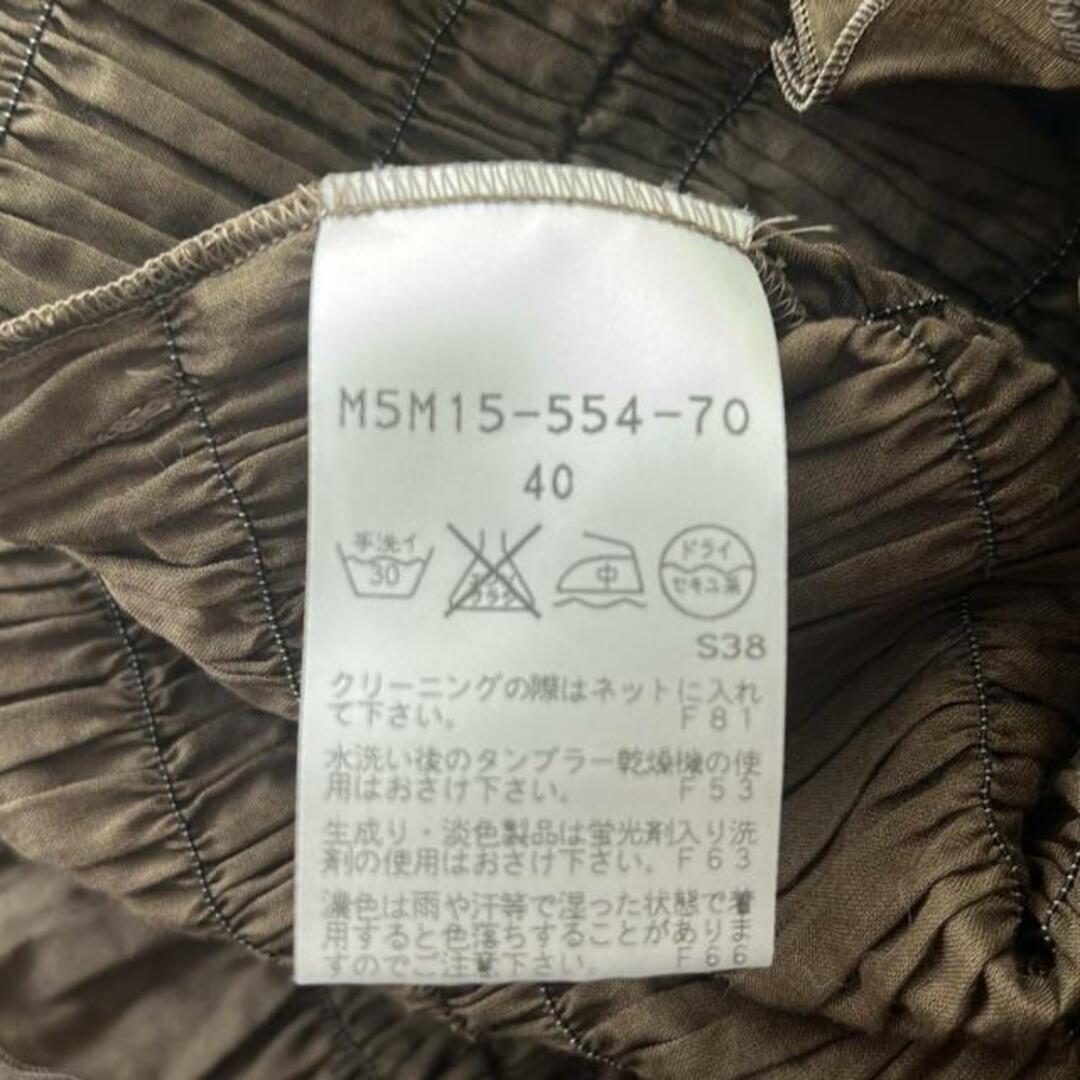 M5M15-554-70
40
手洗イ
30
エンソ
サラシ
中
ドライ
セキユ系
S38
クリーニングの際はネットに入れ
て下さい。 F81
水洗い後のタンブラー乾燥機の使
用はおさけ下さい。 F53
生成り・淡色製品は蛍光剤入り洗
剤の使用はおさけ下さい。F63
濃色は雨や汗等で湿った状態で着
用すると色落ちすることがありま
すのでご注意下さい。 F66